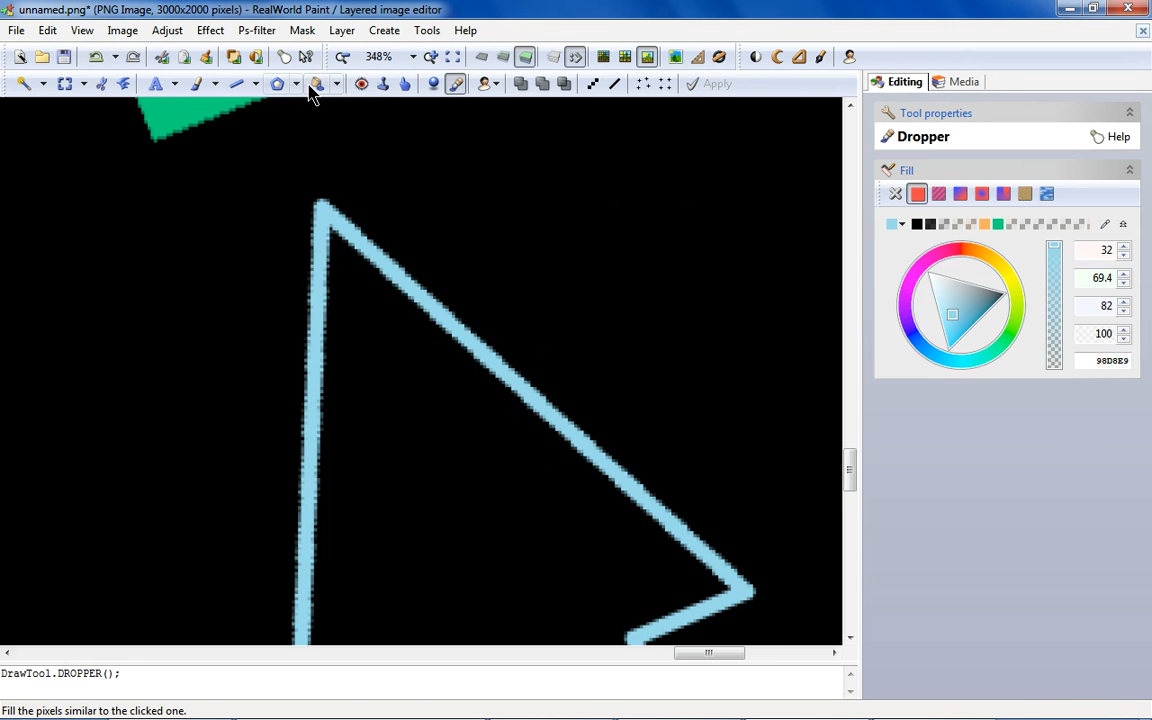 unnamed.png* (PNG Image, 3000x2000 pixels) - RealWorld Paint / Layered image editor
File Edit View Image Adjust Effect Ps-filter Create Mask Layer Tools Help
348%
Apply
Editing
Media
Tool properties
Dropper
Help
Fill
32
69.4
82
100
98D8E9
DrawTool.DROPPER();
Fill the pixels similar to the clicked one.